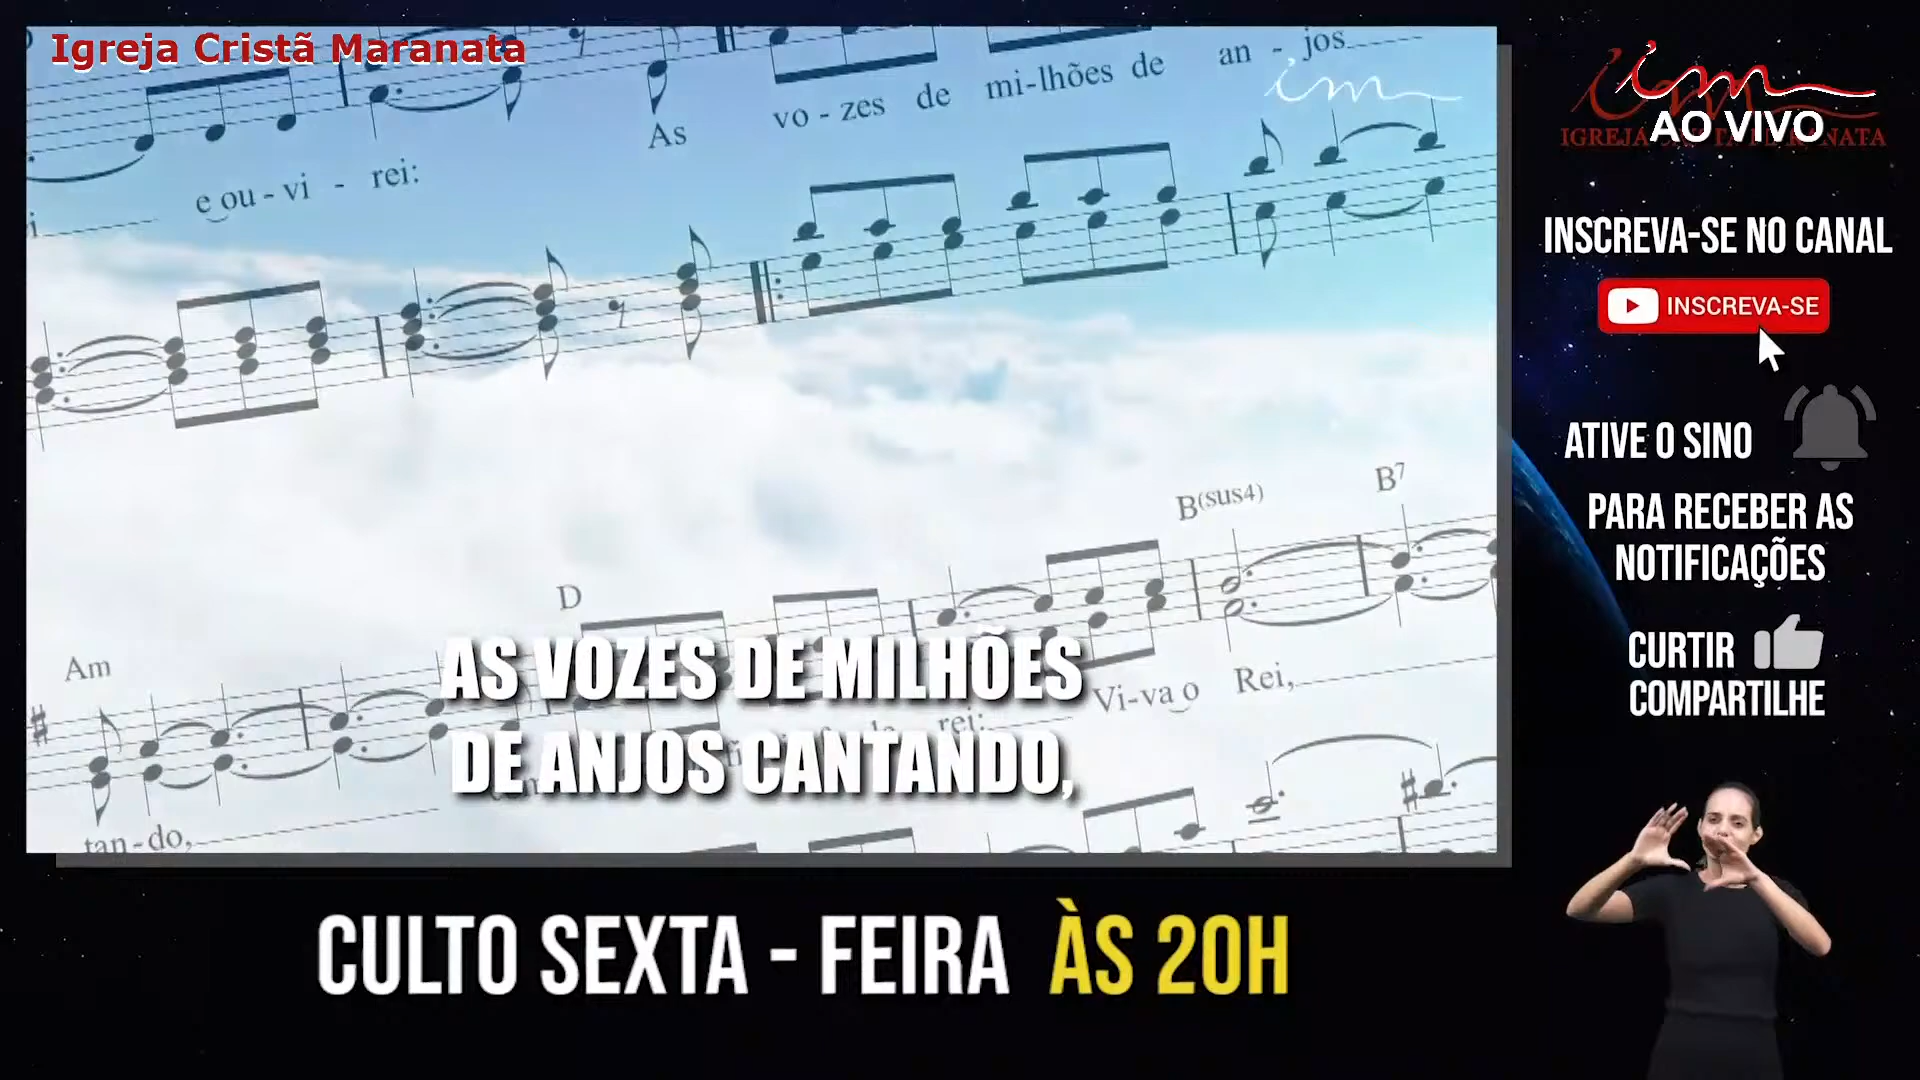 Igreja Cristã Maranata
As vo - zes de mi-lhões de an - jos
e ou - vi - rei:
Am
D
B(sus4)
B7
AS VOZES DE MILHÕES
DE ANJOS CANTANDO,
rei:
Vi-va o Rei,
tan-do,
im
im
AO VIVO
INSCREVA-SE NO CANAL
INSCREVA-SE
ATIVE O SINO
PARA RECEBER AS
NOTIFICAÇÕES
CURTIR
COMPARTILHE
CULTO SEXTA - FEIRA ÀS 20H